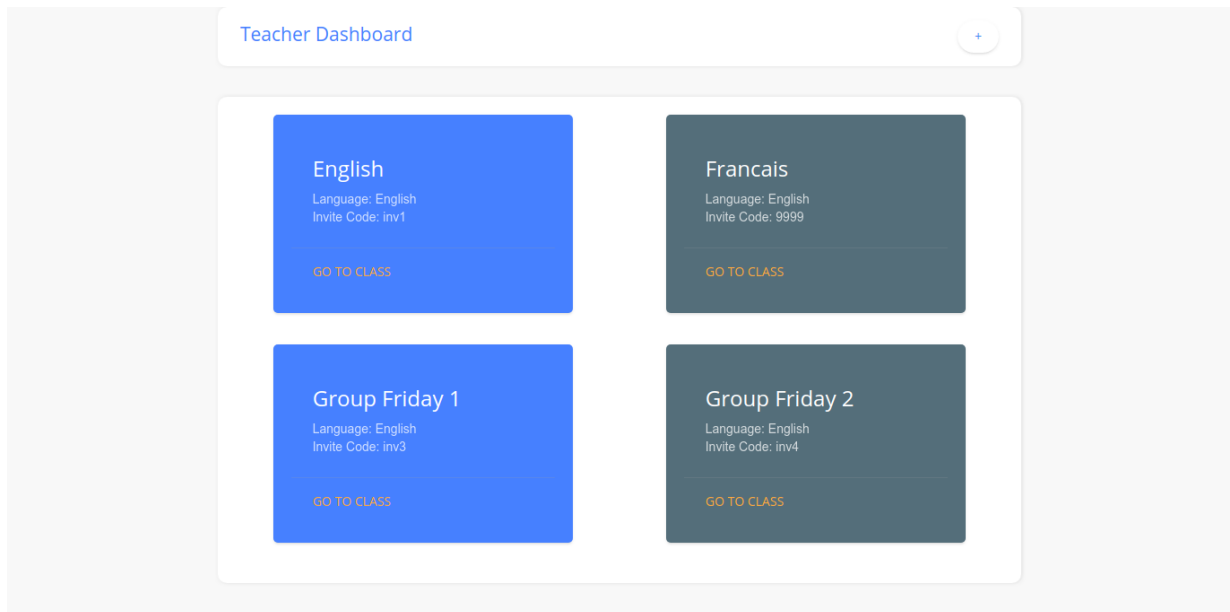 Teacher Dashboard
+
English
Language: English
Invite Code: inv1
GO TO CLASS
Francais
Language: English
Invite Code: 9999
GO TO CLASS
Group Friday 1
Language: English
Invite Code: inv3
GO TO CLASS
Group Friday 2
Language: English
Invite Code: inv4
GO TO CLASS